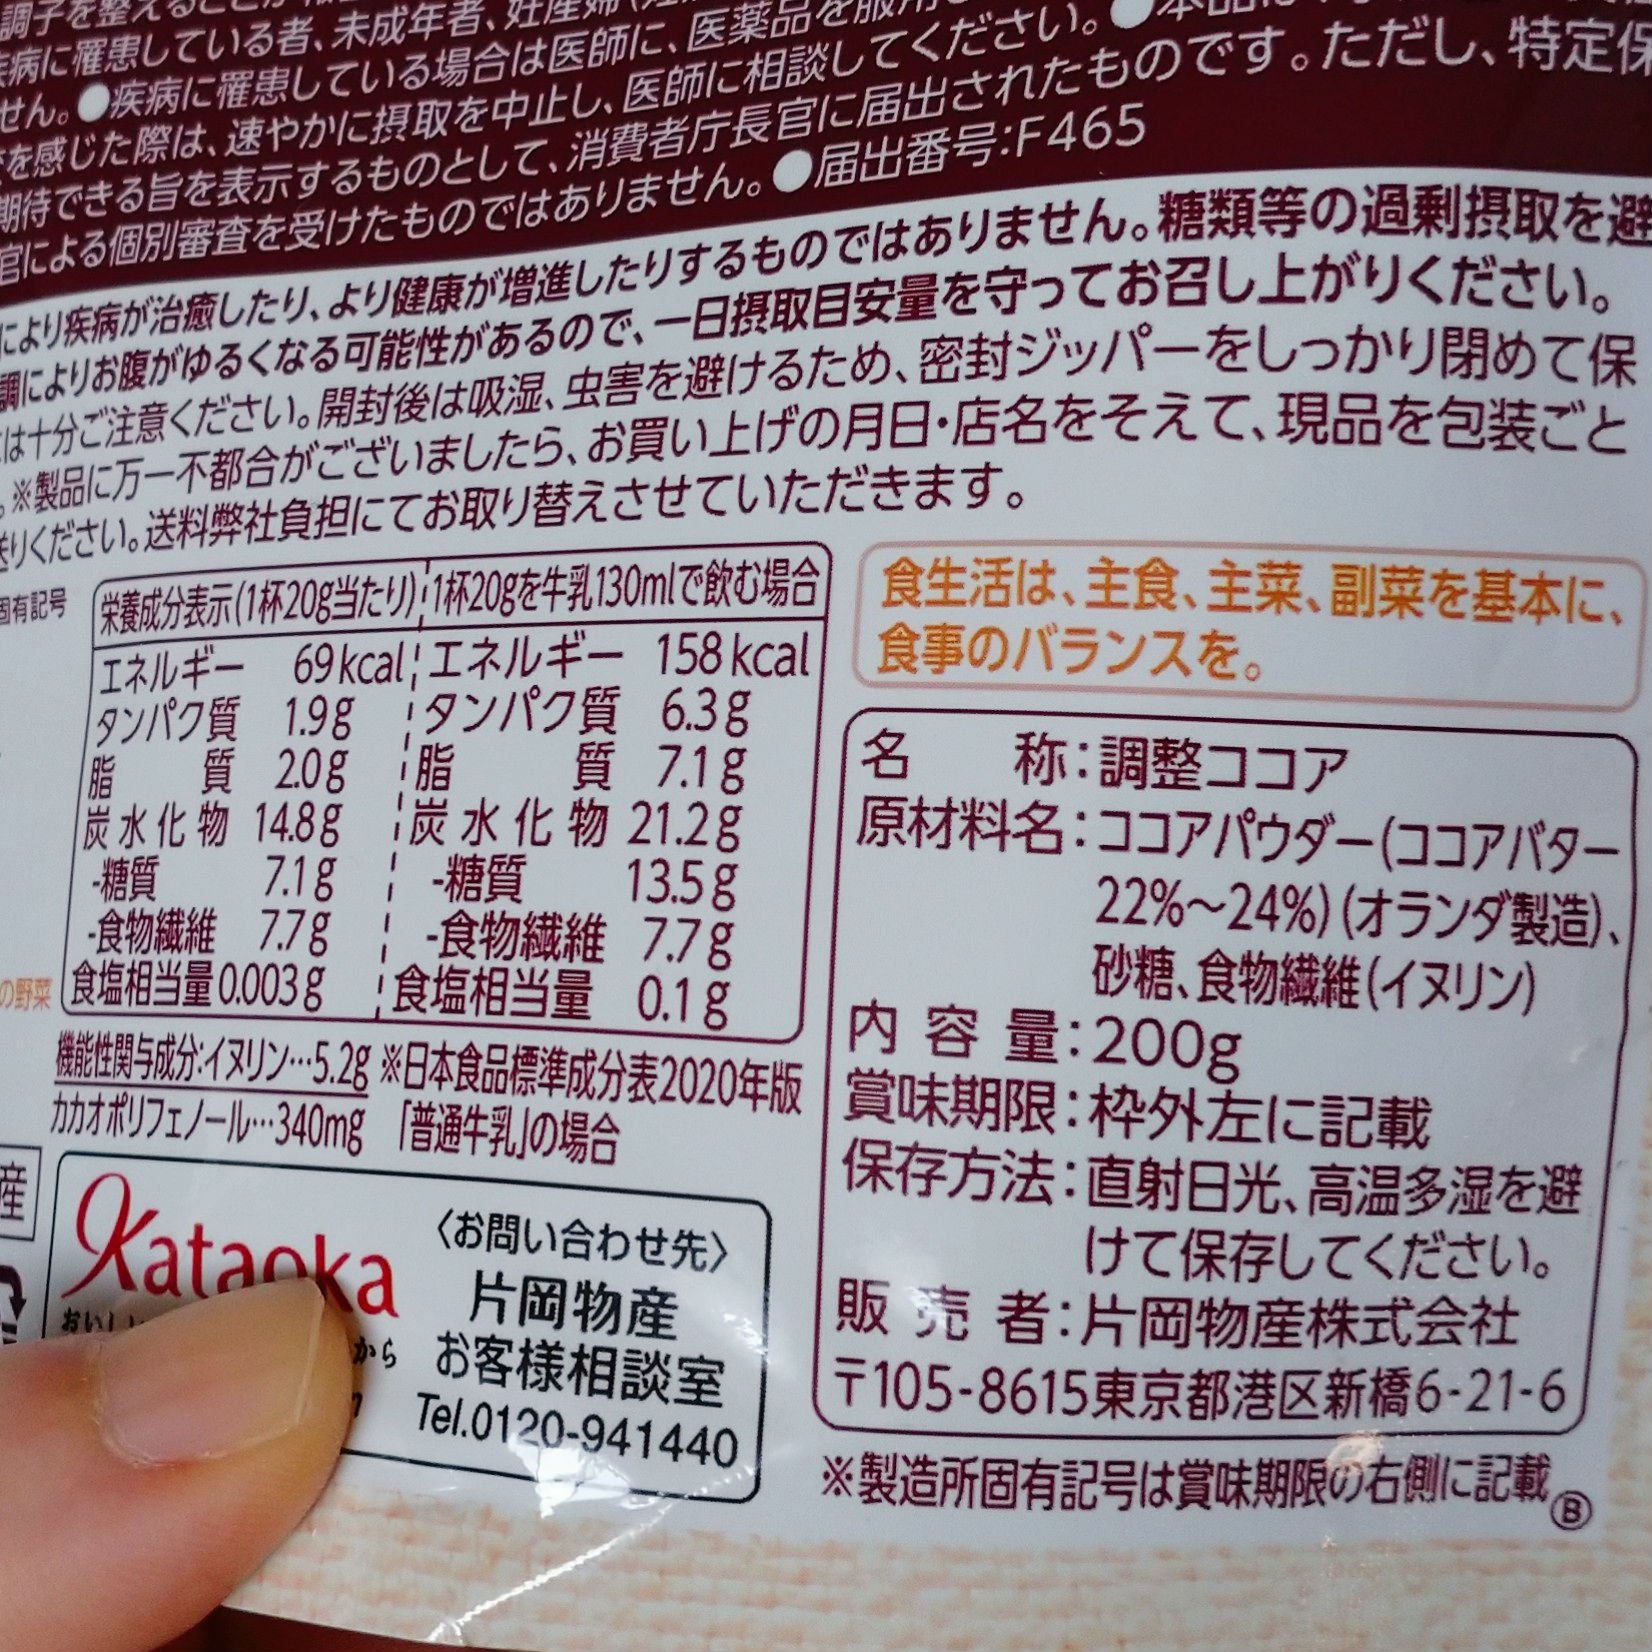 調子を整えることが
疾病に罹患している者、未成年者、妊産婦
せん。●疾病に罹患している場合は医師に、医薬品を服用
を感じた際は、速やかに摂取を中止し、医師に相談してください。●本品は
期待できる旨を表示するものとして、消費者庁長官に届出されたものです。ただし、特定保
官による個別審査を受けたものではありません。●届出番号:F465
により疾病が治癒したり、より健康が増進したりするものではありません。糖類等の過剰摂取を避
調によりお腹がゆるくなる可能性があるので、一日摂取目安量を守ってお召し上がりください。
は十分ご注意ください。開封後は吸湿、虫害を避けるため、密封ジッパーをしっかり閉めて保
。※製品に万一不都合がございましたら、お買い上げの月日・店名をそえて、現品を包装ごと
送りください。送料弊社負担にてお取り替えさせていただきます。
固有記号
栄養成分表示(1杯20g当たり) 1杯20gを牛乳130mlで飲む場合
エネルギー 69kcal エネルギー 158kcal
タンパク質 1.9g タンパク質 6.3g
脂質 2.0g 脂質 7.1g
炭水化物 14.8g 炭水化物 21.2g
-糖質 7.1g -糖質 13.5g
-食物繊維 7.7g -食物繊維 7.7g
食塩相当量 0.003g 食塩相当量 0.1g
の野菜
機能性関与成分:イヌリン…5.2g ※日本食品標準成分表2020年版
カカオポリフェノール…340mg 「普通牛乳」の場合
産
Kataoka
おいし
から
〈お問い合わせ先〉
片岡物産
お客様相談室
Tel.0120-941440
食生活は、主食、主菜、副菜を基本に、
食事のバランスを。
名称:調整ココア
原材料名:ココアパウダー(ココアバター
22%～24%)(オランダ製造)、
砂糖、食物繊維(イヌリン)
内容量:200g
賞味期限:枠外左に記載
保存方法:直射日光、高温多湿を避
けて保存してください。
販売者:片岡物産株式会社
〒105-8615東京都港区新橋6-21-6
※製造所固有記号は賞味期限の右側に記載
Ⓑ